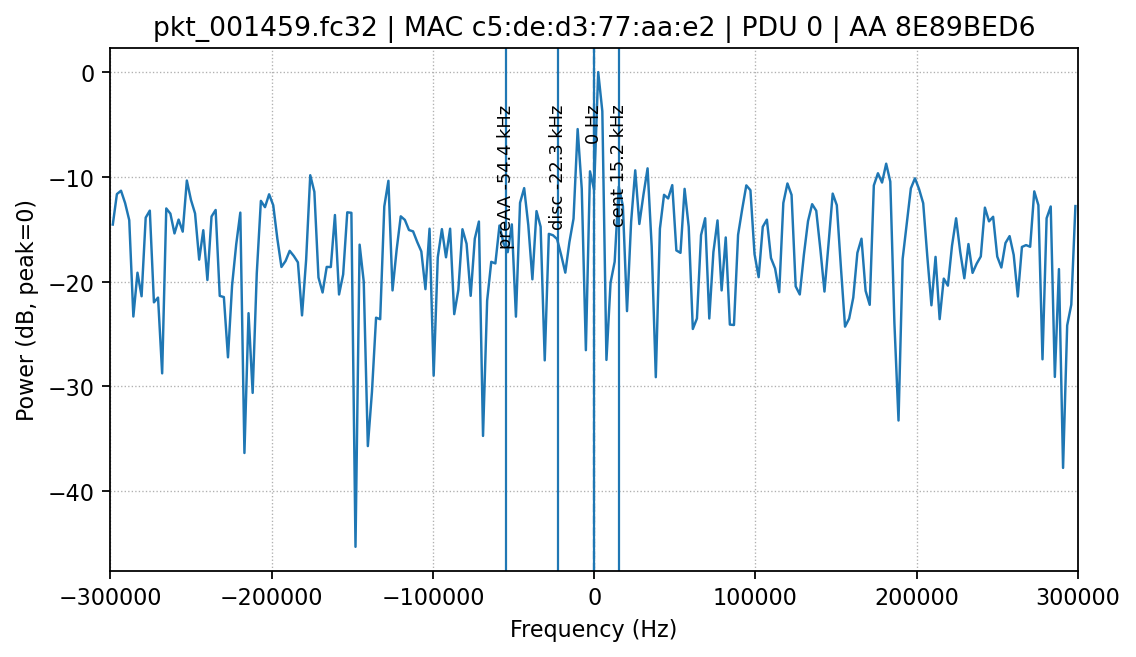 pkt_001459.fc32 | MAC c5:de:d3:77:aa:e2 | PDU 0 | AA 8E89BED6
Power (dB, peak=0)
0
−10
−20
−30
−40
preAA -54.4 kHz
disc -22.3 kHz
0 Hz
cent 15.2 kHz
−300000
−200000
−100000
0
100000
200000
300000
Frequency (Hz)